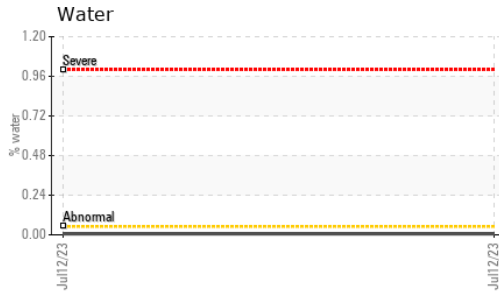 Water
1.20
Severe
0.96
0.72
% water
0.48
0.24
Abnormal
0.00
Jul12/23
Jul12/23